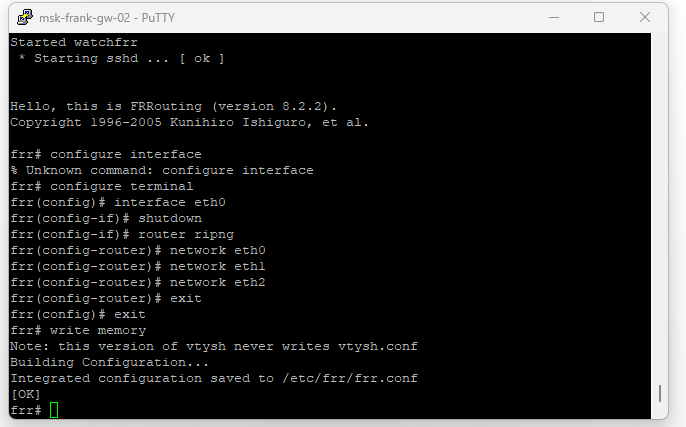 msk-frank-gw-02 - PuTTY
Started watchfrr
 * Starting sshd ... [ ok ]
Hello, this is FRRouting (version 8.2.2).
Copyright 1996-2005 Kunihiro Ishiguro, et al.
frr# configure interface
% Unknown command: configure interface
frr# configure terminal
frr(config)# interface eth0
frr(config-if)# shutdown
frr(config-if)# router ripng
frr(config-router)# network eth0
frr(config-router)# network eth1
frr(config-router)# network eth2
frr(config-router)# exit
frr(config)# exit
frr# write memory
Note: this version of vtysh never writes vtysh.conf
Building Configuration...
Integrated configuration saved to /etc/frr/frr.conf
[OK]
frr#